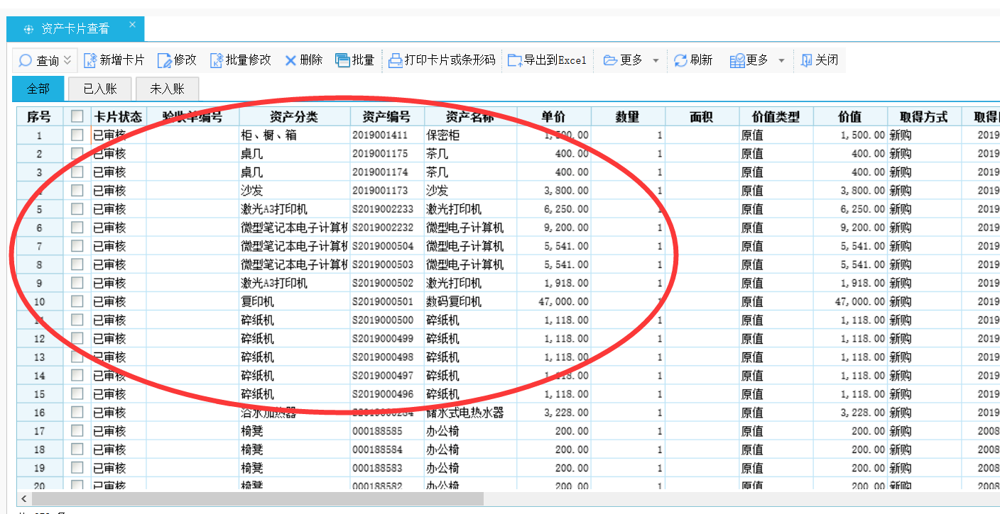 资产卡片查看 ×
查询 新增卡片 修改 批量修改 删除 批量 打印卡片或条形码 导出到Excel 更多 刷新 更多 关闭
全部 已入账 未入账
序号 卡片状态 验收单编号 资产分类 资产编号 资产名称 单价 数量 面积 价值类型 价值 取得方式 取得
1 已审核 柜、橱、箱 2019001411 保密柜 1,500.00 1 原值 1,500.00 新购 2019
2 已审核 桌几 2019001175 茶几 400.00 1 原值 400.00 新购 2019
3 已审核 桌几 2019001174 茶几 400.00 1 原值 400.00 新购 2019
已审核 沙发 2019001173 沙发 3,800.00 1 原值 3,800.00 新购 2019
5 已审核 激光A3打印机 S2019002233 激光打印机 6,250.00 1 原值 6,250.00 新购 2019
6 已审核 微型笔记本电子计算机 S2019002232 微型电子计算机 9,200.00 1 原值 9,200.00 新购 2019
7 已审核 微型笔记本电子计算机 S2019000504 微型电子计算机 5,541.00 1 原值 5,541.00 新购 2019
8 已审核 微型笔记本电子计算机 S2019000503 微型电子计算机 5,541.00 1 原值 5,541.00 新购 2019
9 已审核 激光A3打印机 S2019000502 激光打印机 1,918.00 1 原值 1,918.00 新购 2019
10 已审核 复印机 S2019000501 数码复印机 47,000.00 1 原值 47,000.00 新购 2019
11 已审核 碎纸机 S2019000500 碎纸机 1,118.00 1 原值 1,118.00 新购 2019
12 已审核 碎纸机 S2019000499 碎纸机 1,118.00 1 原值 1,118.00 新购 2019
13 已审核 碎纸机 S2019000498 碎纸机 1,118.00 1 原值 1,118.00 新购 2019
14 已审核 碎纸机 S2019000497 碎纸机 1,118.00 1 原值 1,118.00 新购 2019
15 已审核 碎纸机 S2019000496 碎纸机 1,118.00 1 原值 1,118.00 新购 2019
16 已审核 浴水加热器 储水式电热水器 3,228.00 1 原值 3,228.00 新购 2019
17 已审核 椅凳 000188585 办公椅 200.00 1 原值 200.00 新购 2008
18 已审核 椅凳 000188584 办公椅 200.00 1 原值 200.00 新购 2008
19 已审核 椅凳 000188583 办公椅 200.00 1 原值 200.00 新购 2008
20 已审核 椅凳 000188582 办公椅 200.00 1 原值 200.00 新购 2008